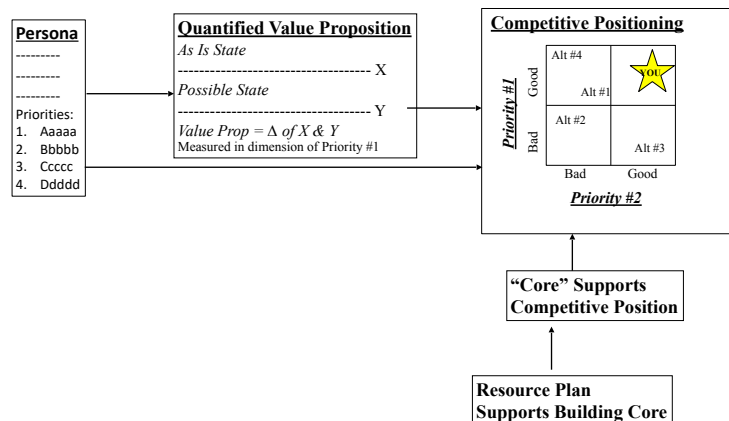 Persona
---------
---------
---------
Priorities:
1. Aaaaa
2. Bbbbb
3. Ccccc
4. Ddddd
Quantified Value Proposition
As Is State
------------------------------------ X
Possible State
------------------------------------ Y
Value Prop = Δ of X & Y
Measured in dimension of Priority #1
Competitive Positioning
Priority #1
Good
Bad
Alt #4
YOU
Alt #1
Alt #2
Alt #3
Bad Good
Priority #2
“Core” Supports
Competitive Position
Resource Plan
Supports Building Core